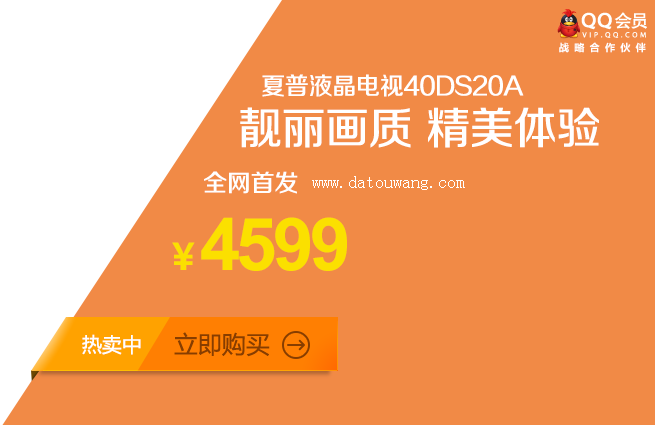 QQ会员
VIP.QQ.COM
战略合作伙伴
夏普液晶电视40DS20A
靓丽画质 精美体验
全网首发 www.datouwang.com
¥4599
热卖中 立即购买